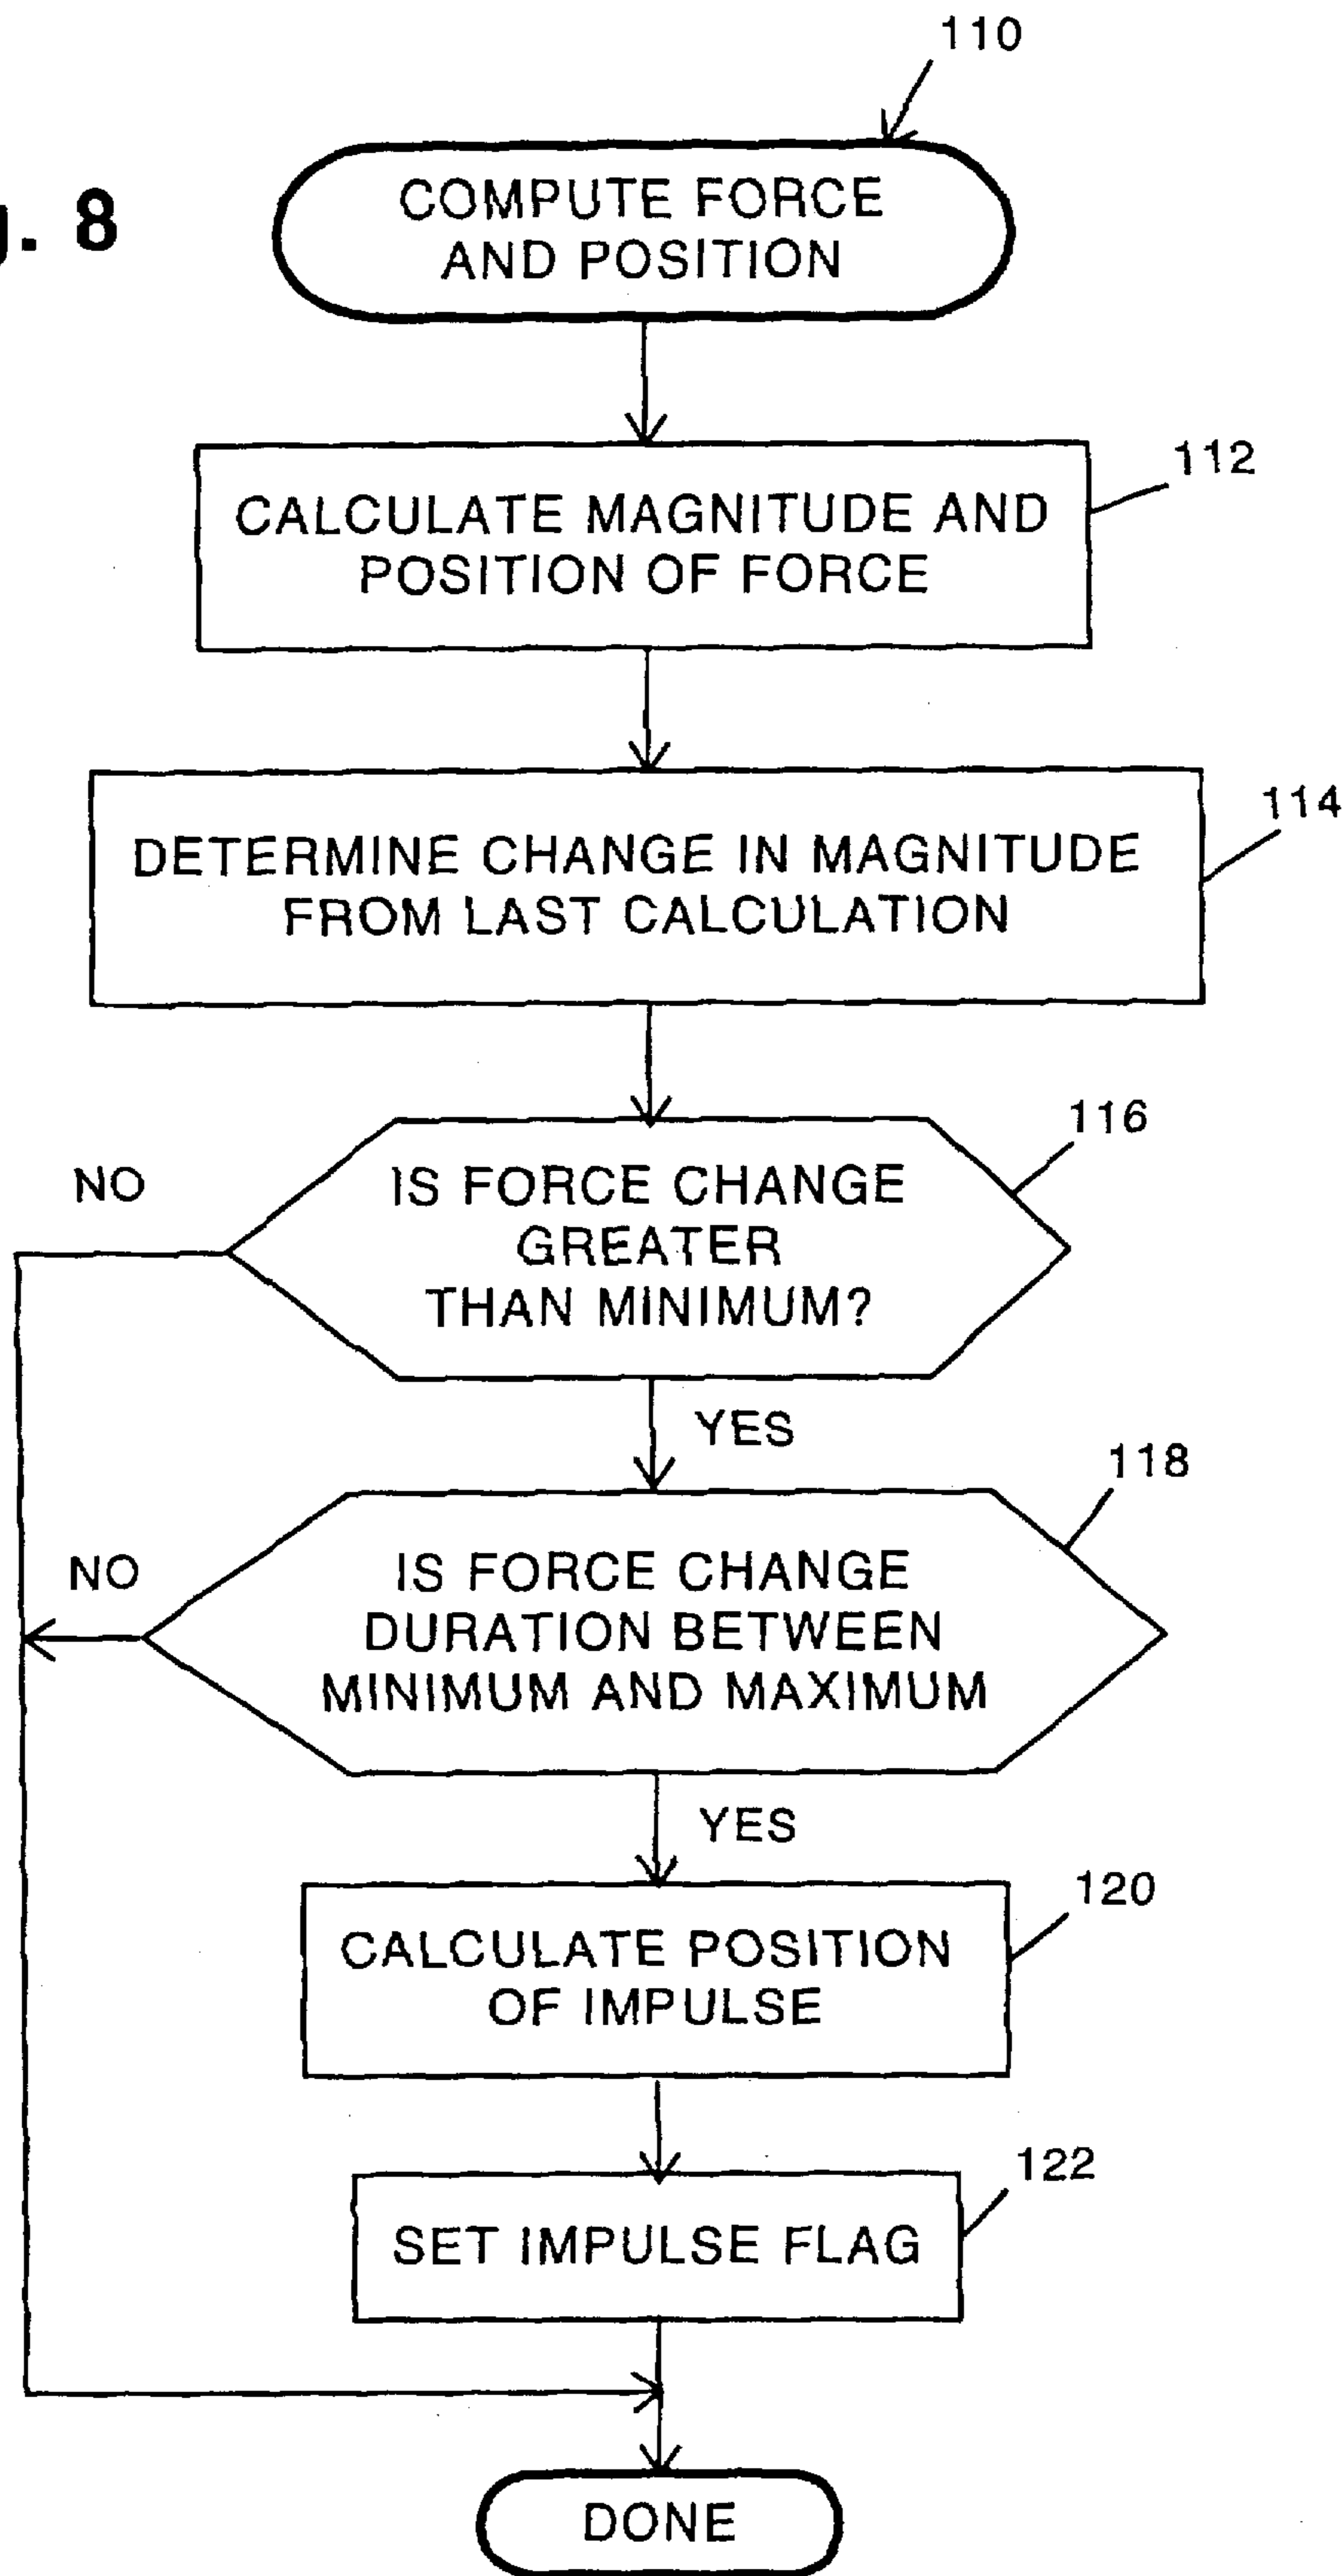 110
g. 8
COMPUTE FORCE
AND POSITION
112
CALCULATE MAGNITUDE AND
POSITION OF FORCE
114
DETERMINE CHANGE IN MAGNITUDE
FROM LAST CALCULATION
116
NO
IS FORCE CHANGE
GREATER
THAN MINIMUM?
YES
118
NO
IS FORCE CHANGE
DURATION BETWEEN
MINIMUM AND MAXIMUM
YES
120
CALCULATE POSITION
OF IMPULSE
122
SET IMPULSE FLAG
DONE